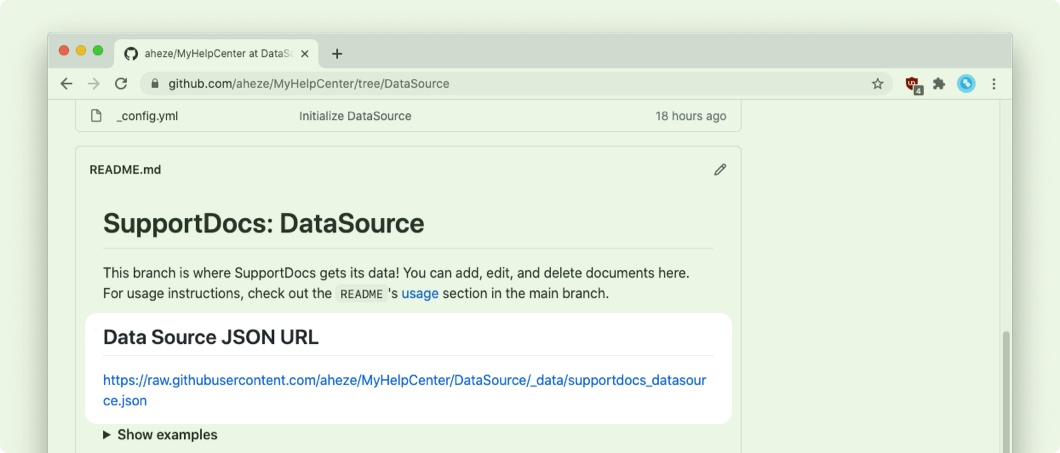 aheze/MyHelpCenter at DataSo
github.com/aheze/MyHelpCenter/tree/DataSource
4
_config.yml Initialize DataSource 18 hours ago
README.md
SupportDocs: DataSource
This branch is where SupportDocs gets its data! You can add, edit, and delete documents here.
For usage instructions, check out the README 's usage section in the main branch.
Data Source JSON URL
https://raw.githubusercontent.com/aheze/MyHelpCenter/DataSource/_data/supportdocs_datasour
ce.json
Show examples